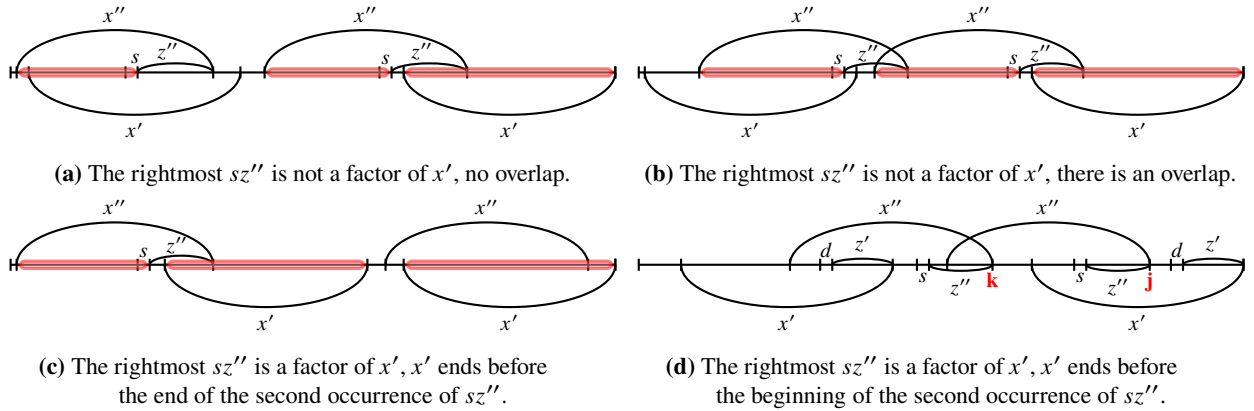 x′′ x′′
s z′′ s z′′
x′ x′
(a) The rightmost sz′′ is not a factor of x′, no overlap.
x′′ x′′
s z′′ s z′′
x′ x′
(b) The rightmost sz′′ is not a factor of x′, there is an overlap.
x′′ x′′
s z′′
x′ x′
(c) The rightmost sz′′ is a factor of x′, x′ ends before
the end of the second occurrence of sz′′.
x′′ x′′
d z′ d z′
s z′′ k s z′′ j
x′ x′
(d) The rightmost sz′′ is a factor of x′, x′ ends before
the beginning of the second occurrence of sz′′.